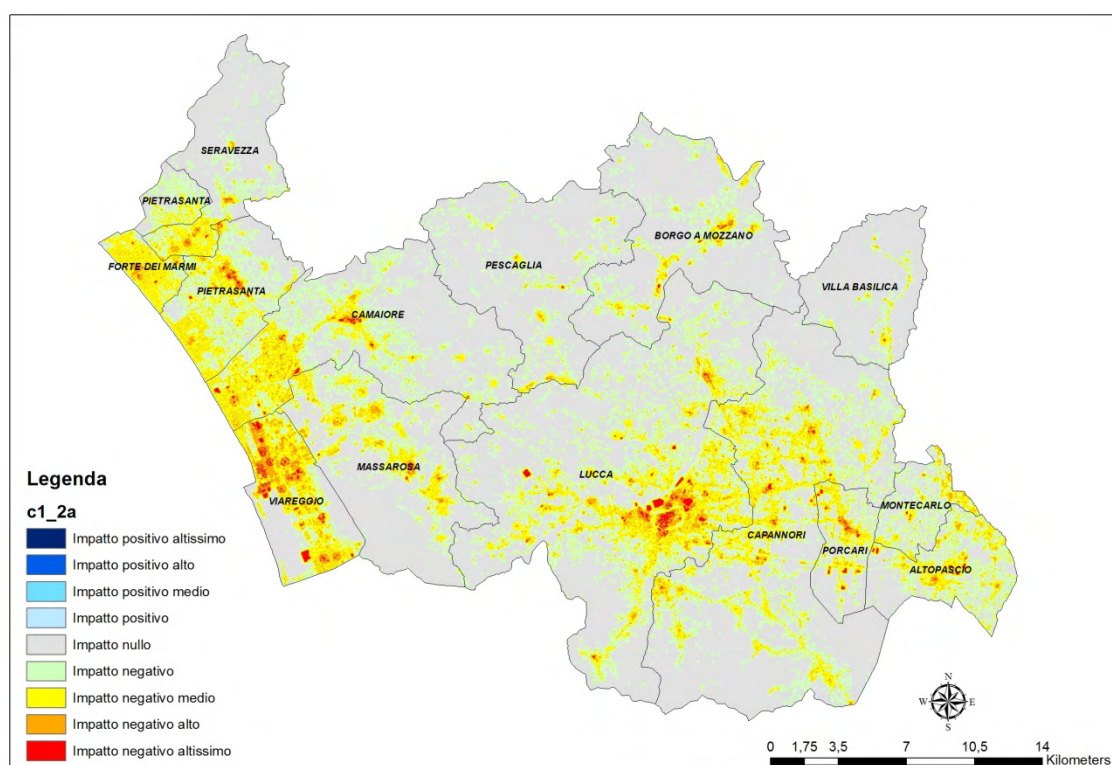 SERAVEZZA
PIETRASANTA
FORTE DEI MARMI
PIETRASANTA
CAMAIORE
PESCAGLIA
BORGO A MOZZANO
VILLA BASILICA
MASSAROSA
VIAREGGIO
LUCCA
CAPANNORI
PORCARI
MONTECARLO
ALTOPASCIO
Legenda
c1_2a
Impatto positivo altissimo
Impatto positivo alto
Impatto positivo medio
Impatto positivo
Impatto nullo
Impatto negativo
Impatto negativo medio
Impatto negativo alto
Impatto negativo altissimo
N
W E
S
0 1,75 3,5 7 10,5 14
Kilometers